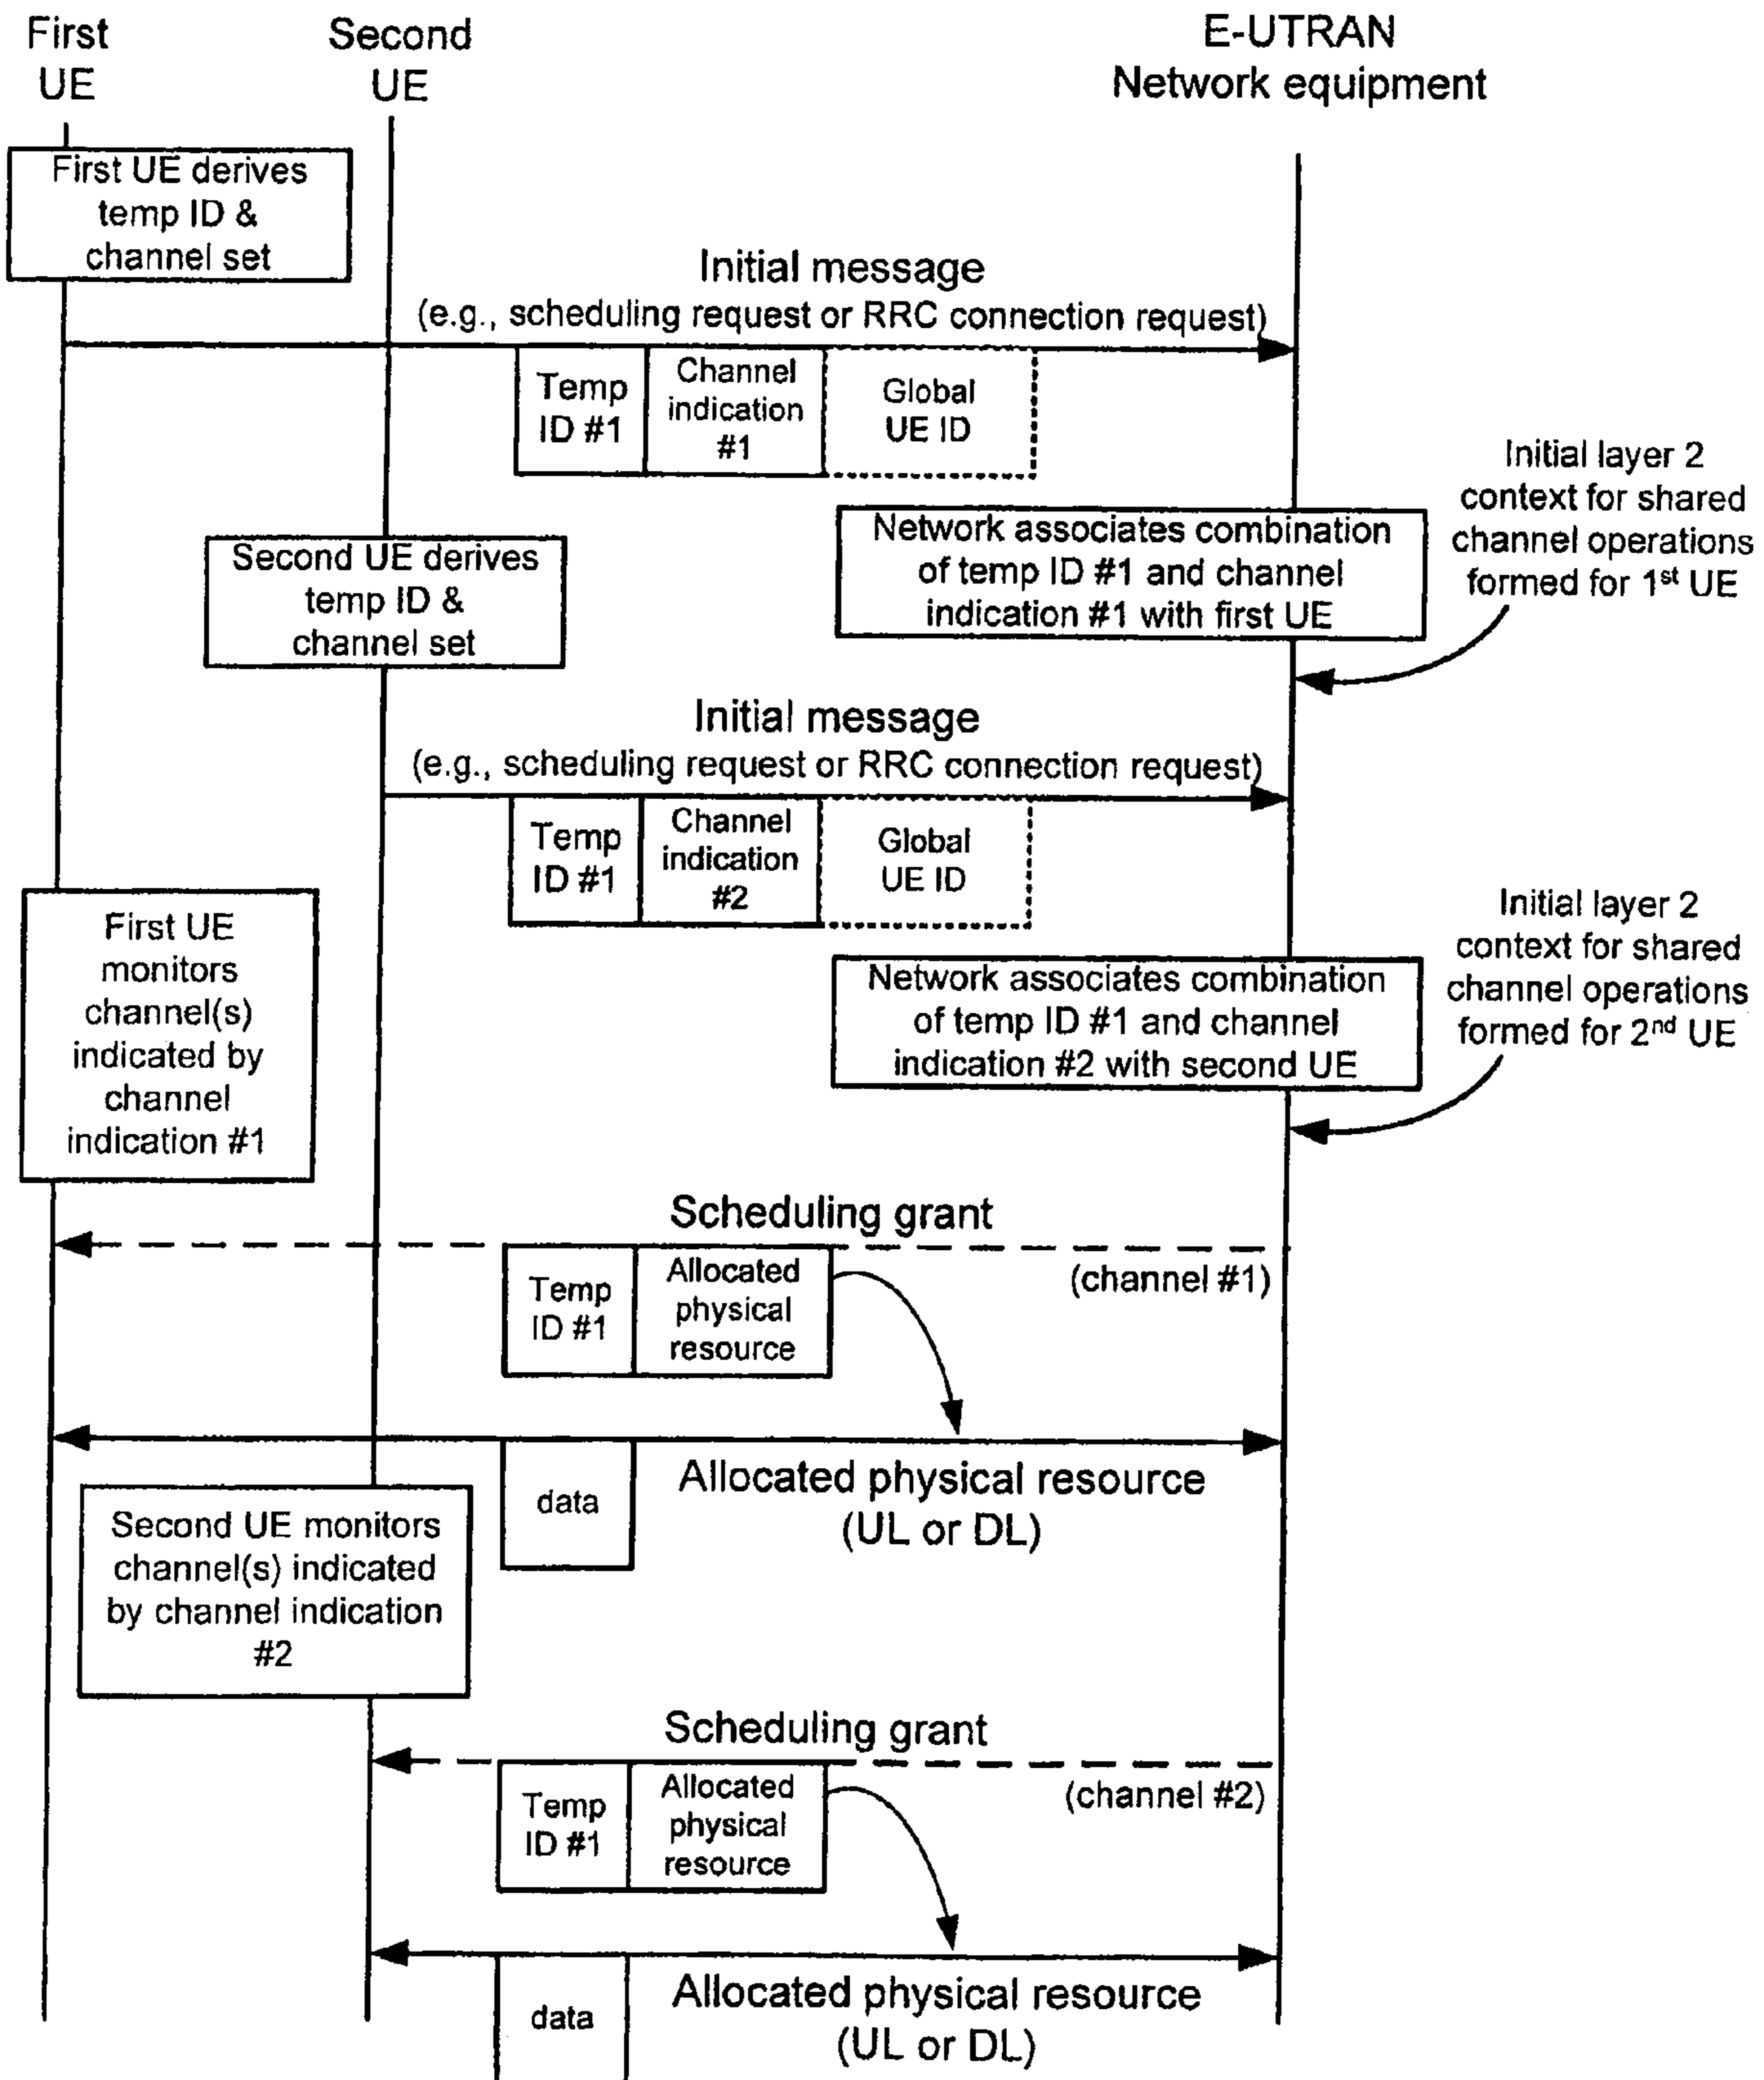 First
UE
Second
UE
E-UTRAN
Network equipment
First UE derives
temp ID &
channel set
Initial message
(e.g., scheduling request or RRC connection request)
Temp
ID #1
Channel
indication
#1
Global
UE ID
Initial layer 2
context for shared
channel operations
formed for 1st UE
Network associates combination
of temp ID #1 and channel
indication #1 with first UE
Second UE derives
temp ID &
channel set
Initial message
(e.g., scheduling request or RRC connection request)
Temp
ID #1
Channel
indication
#2
Global
UE ID
First UE
monitors
channel(s)
indicated by
channel
indication #1
Initial layer 2
context for shared
channel operations
formed for 2nd UE
Network associates combination
of temp ID #1 and channel
indication #2 with second UE
Scheduling grant
(channel #1)
Temp
ID #1
Allocated
physical
resource
data
Allocated physical resource
(UL or DL)
Second UE monitors
channel(s) indicated
by channel indication
#2
Scheduling grant
(channel #2)
Temp
ID #1
Allocated
physical
resource
data
Allocated physical resource
(UL or DL)